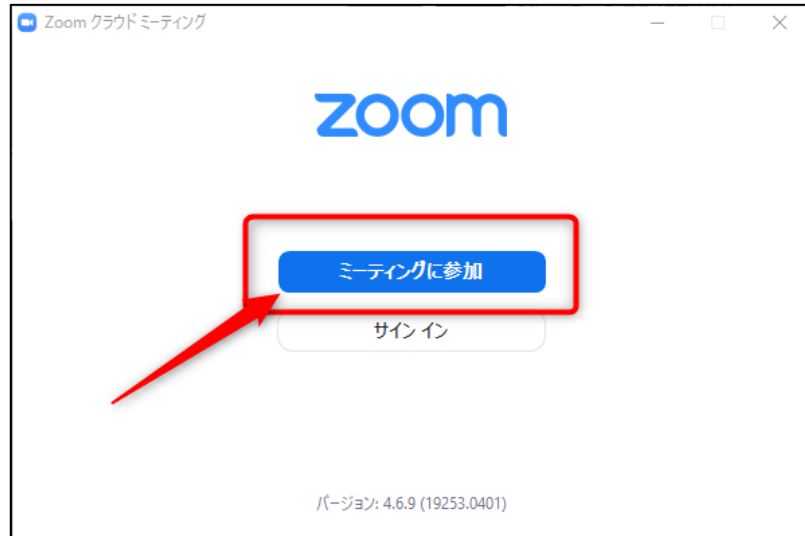 Zoom クラウド ミーティング
zoom
ミーティングに参加
サイン イン
バージョン: 4.6.9 (19253.0401)